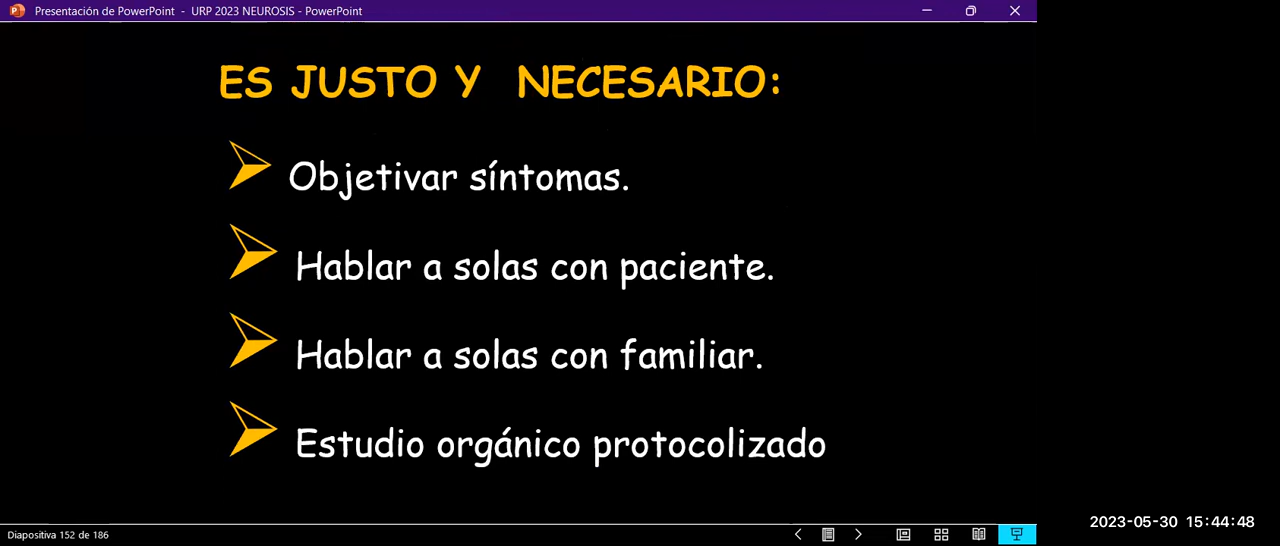 Presentación de PowerPoint - URP 2023 NEUROSIS - PowerPoint
ES JUSTO Y NECESARIO:
Objetivar síntomas.
Hablar a solas con paciente.
Hablar a solas con familiar.
Estudio orgánico protocolizado
2023-05-30 15:44:48
Diapositiva 152 de 186